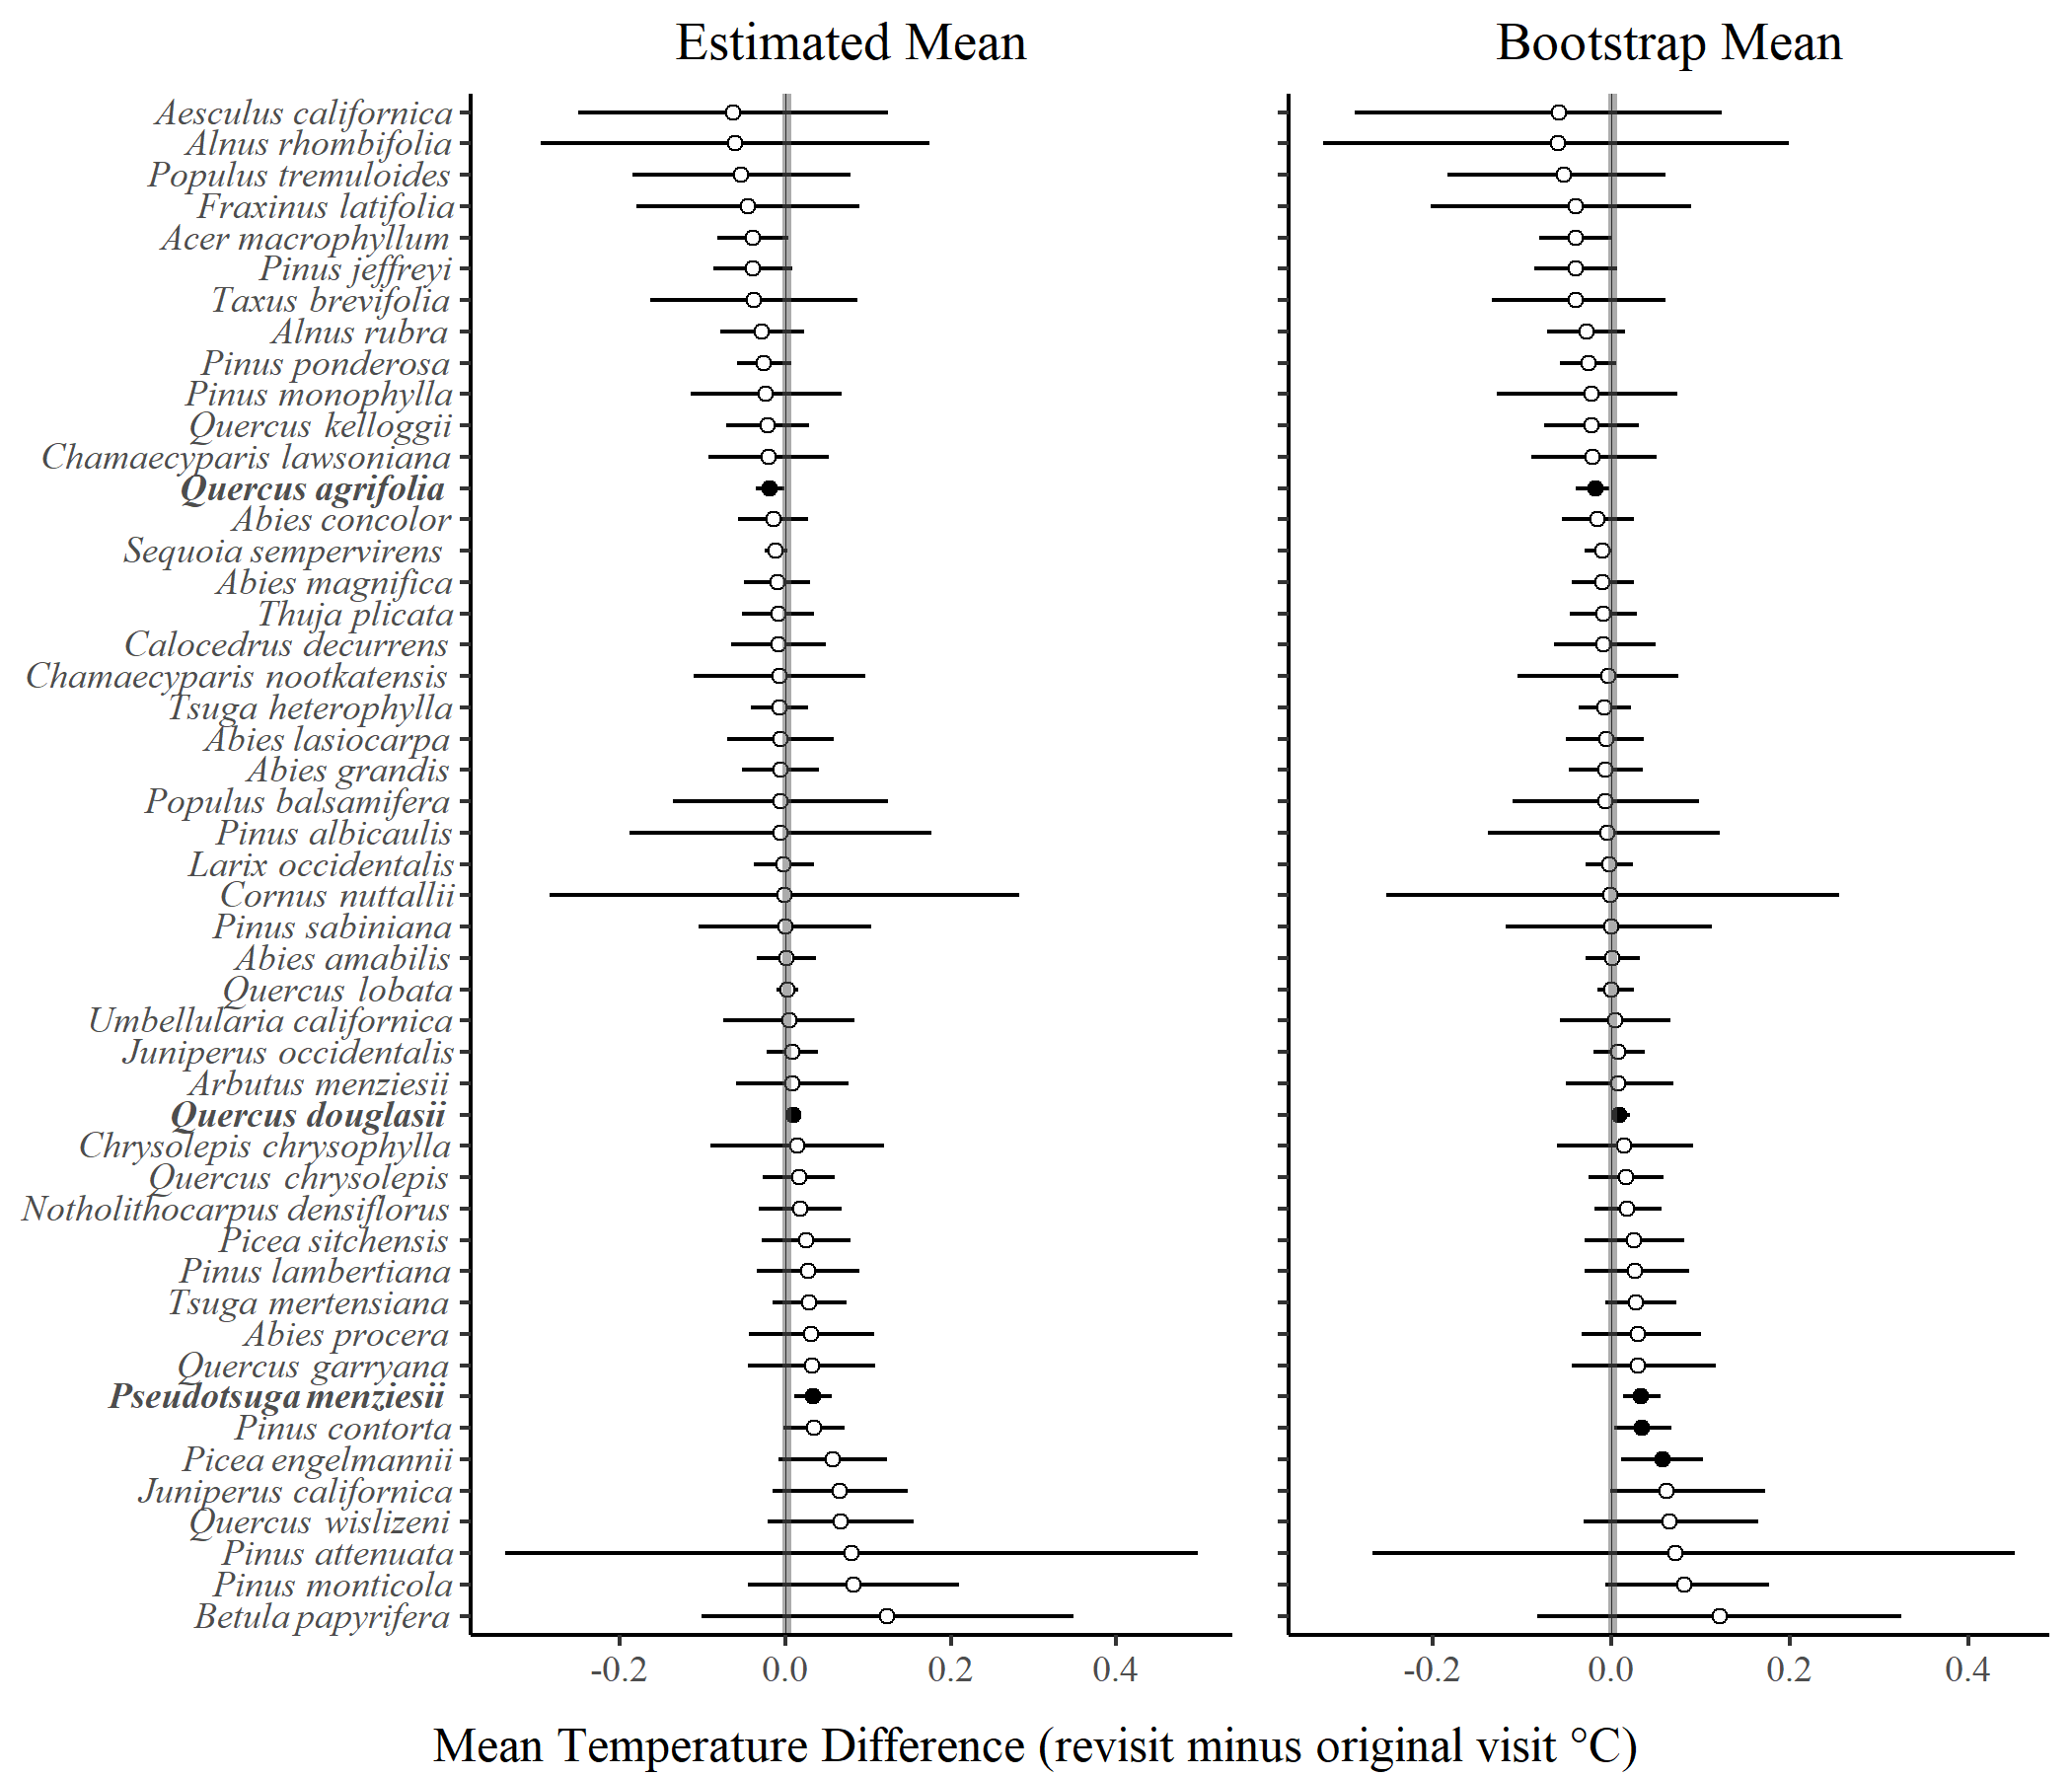 Estimated Mean
Bootstrap Mean
Aesculus californica
Alnus rhombifolia
Populus tremuloides
Fraxinus latifolia
Acer macrophyllum
Pinus jeffreyi
Taxus brevifolia
Alnus rubra
Pinus ponderosa
Pinus monophylla
Quercus kelloggii
Chamaecyparis lawsoniana
Quercus agrifolia
Abies concolor
Sequoia sempervirens
Abies magnifica
Thuja plicata
Calocedrus decurrens
Chamaecyparis nootkatensis
Tsuga heterophylla
Abies lasiocarpa
Abies grandis
Populus balsamifera
Pinus albicaulis
Larix occidentalis
Cornus nuttallii
Pinus sabiniana
Abies amabilis
Quercus lobata
Umbellularia californica
Juniperus occidentalis
Arbutus menziesii
Quercus douglasii
Chrysolepis chrysophylla
Quercus chrysolepis
Notholithocarpus densiflorus
Picea sitchensis
Pinus lambertiana
Tsuga mertensiana
Abies procera
Quercus garryana
Pseudotsuga menziesii
Pinus contorta
Picea engelmannii
Juniperus californica
Quercus wislizeni
Pinus attenuata
Pinus monticola
Betula papyrifera
-0.2 0.0 0.2 0.4
-0.2 0.0 0.2 0.4
Mean Temperature Difference (revisit minus original visit °C)